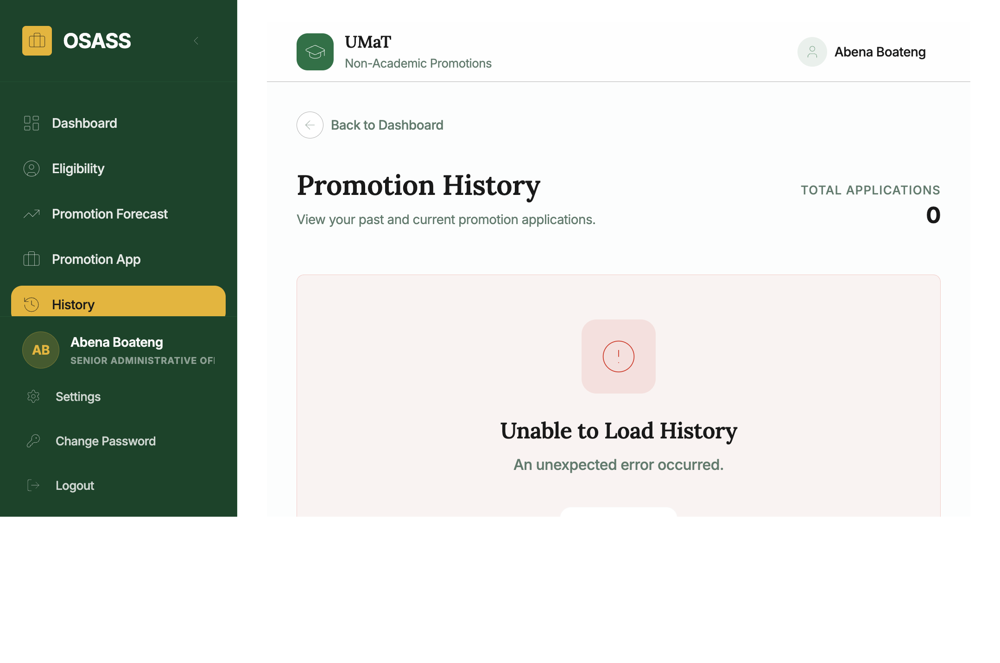 OSASS
Dashboard
Eligibility
Promotion Forecast
Promotion App
History
AB
Abena Boateng
SENIOR ADMINISTRATIVE
Settings
Change Password
Logout
UMaT
Non-Academic Promotions
Abena Boateng
Back to Dashboard
Promotion History
View your past and current promotion applications.
TOTAL APPLICATIONS
0
Unable to Load History
An unexpected error occurred.